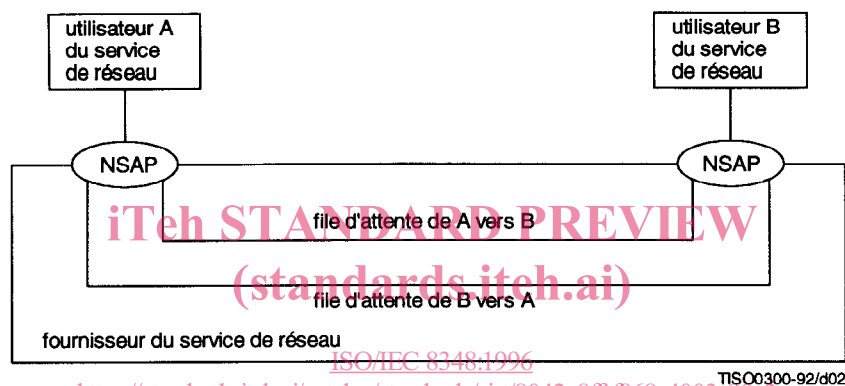 utilisateur A
du service
de réseau
utilisateur B
du service
de réseau
NSAP
NSAP
file d'attente de A vers B
iTeh STANDARD PREVIEW
(standards.iteh.ai)
file d'attente de B vers A
fournisseur du service de réseau
ISO/IEC 8348:1996
TISO0300-92/d02